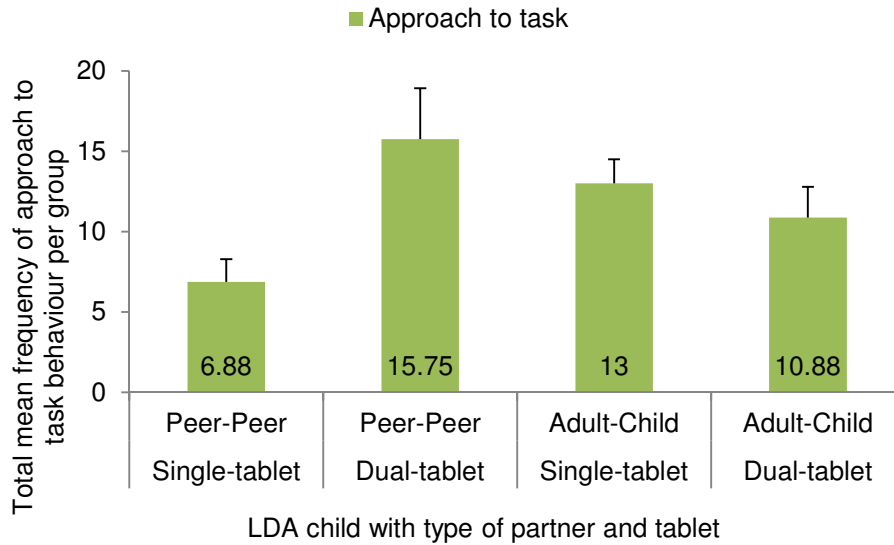 Approach to task
Total mean frequency of approach to
task behaviour per group
20
15
10
5
0
6.88
15.75
13
10.88
Peer-Peer Peer-Peer Adult-Child Adult-Child
Single-tablet Dual-tablet Single-tablet Dual-tablet
LDA child with type of partner and tablet